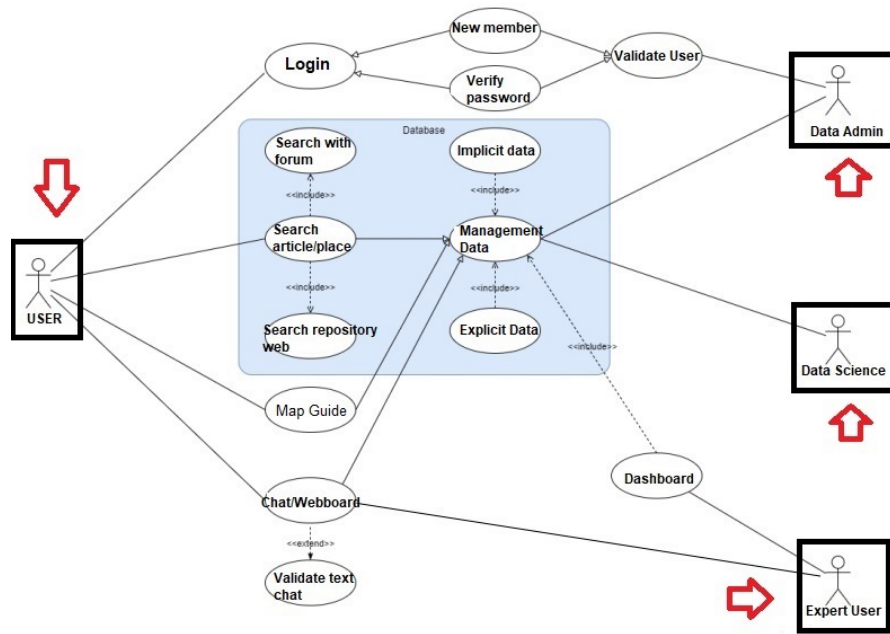 New member
Login
Validate User
Verify
password
Data Admin
Database
Search with
forum
Implicit data
<<include>>
<<include>>
Search
article/place
Management
Data
USER
<<include>>
<<include>>
Search repository
web
Explicit Data
<<include>>
Data Science
Map Guide
Dashboard
Chat/Webboard
<<extend>>
Validate text
chat
Expert User